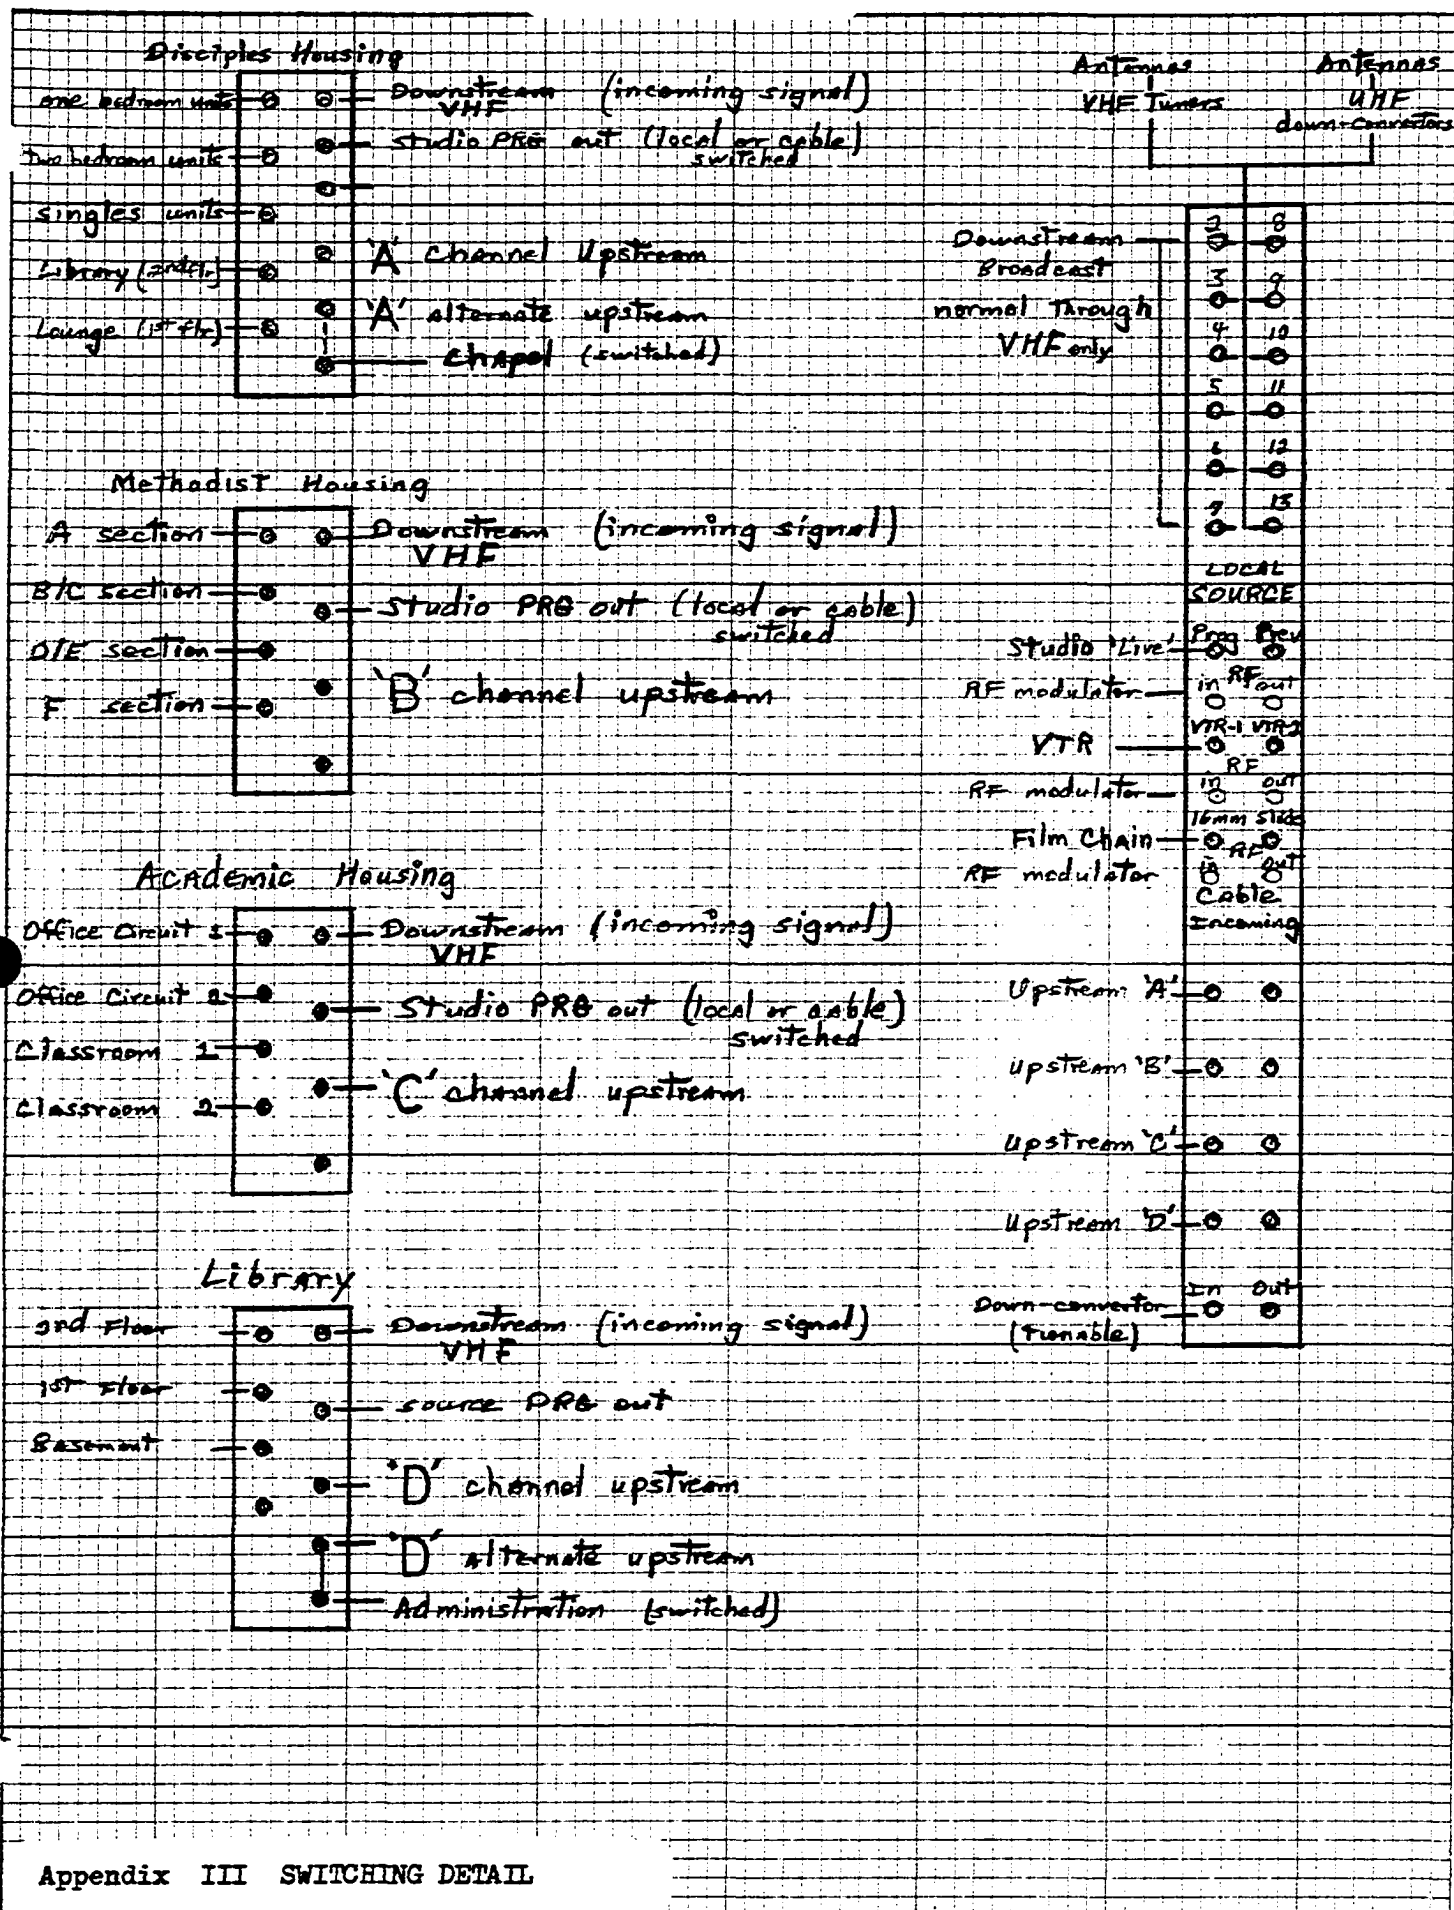 Disciples Housing
one bedroom units
Two bedroom units
singles units
Library (2nd flr.)
Lounge (1st flr)
Downstream (incoming signal)
VHF
studio PRG out (local or cable)
switched
'A' channel upstream
'A' alternate upstream
chapel (switched)
Methodist Housing
A section
B/C section
D/E section
F section
Downstream (incoming signal)
VHF
Studio PRG out (local or cable)
switched
'B' channel upstream
Academic Housing
Office Circuit 1
Office Circuit 2
Classroom 1
Classroom 2
Downstream (incoming signal)
VHF
Studio PRG out (local or cable)
switched
'C' channel upstream
Library
2nd Floor
1st Floor
Basement
Downstream (incoming signal)
VHF
source PRG out
'D' channel upstream
'D' alternate upstream
Administration (switched)
Antennas
VHF Tuners
Antennas
UHF
down-convertors
Downstream
Broadcast
normal Through
VHF only
2 8
3 9
4 10
5 11
6 12
7 13
LOCAL
SOURCE
Studio 'Live' Prog Prev
RF modulator in RF out
VTR VTR-1 VTR-2
RF modulator in RF out
Film Chain 16mm Slide
RF modulator in RF out
Cable
Incoming
Upstream 'A'
upstream 'B'
upstream 'C'
upstream 'D'
Down-convertor In Out
(tunable)
Appendix III SWITCHING DETAIL